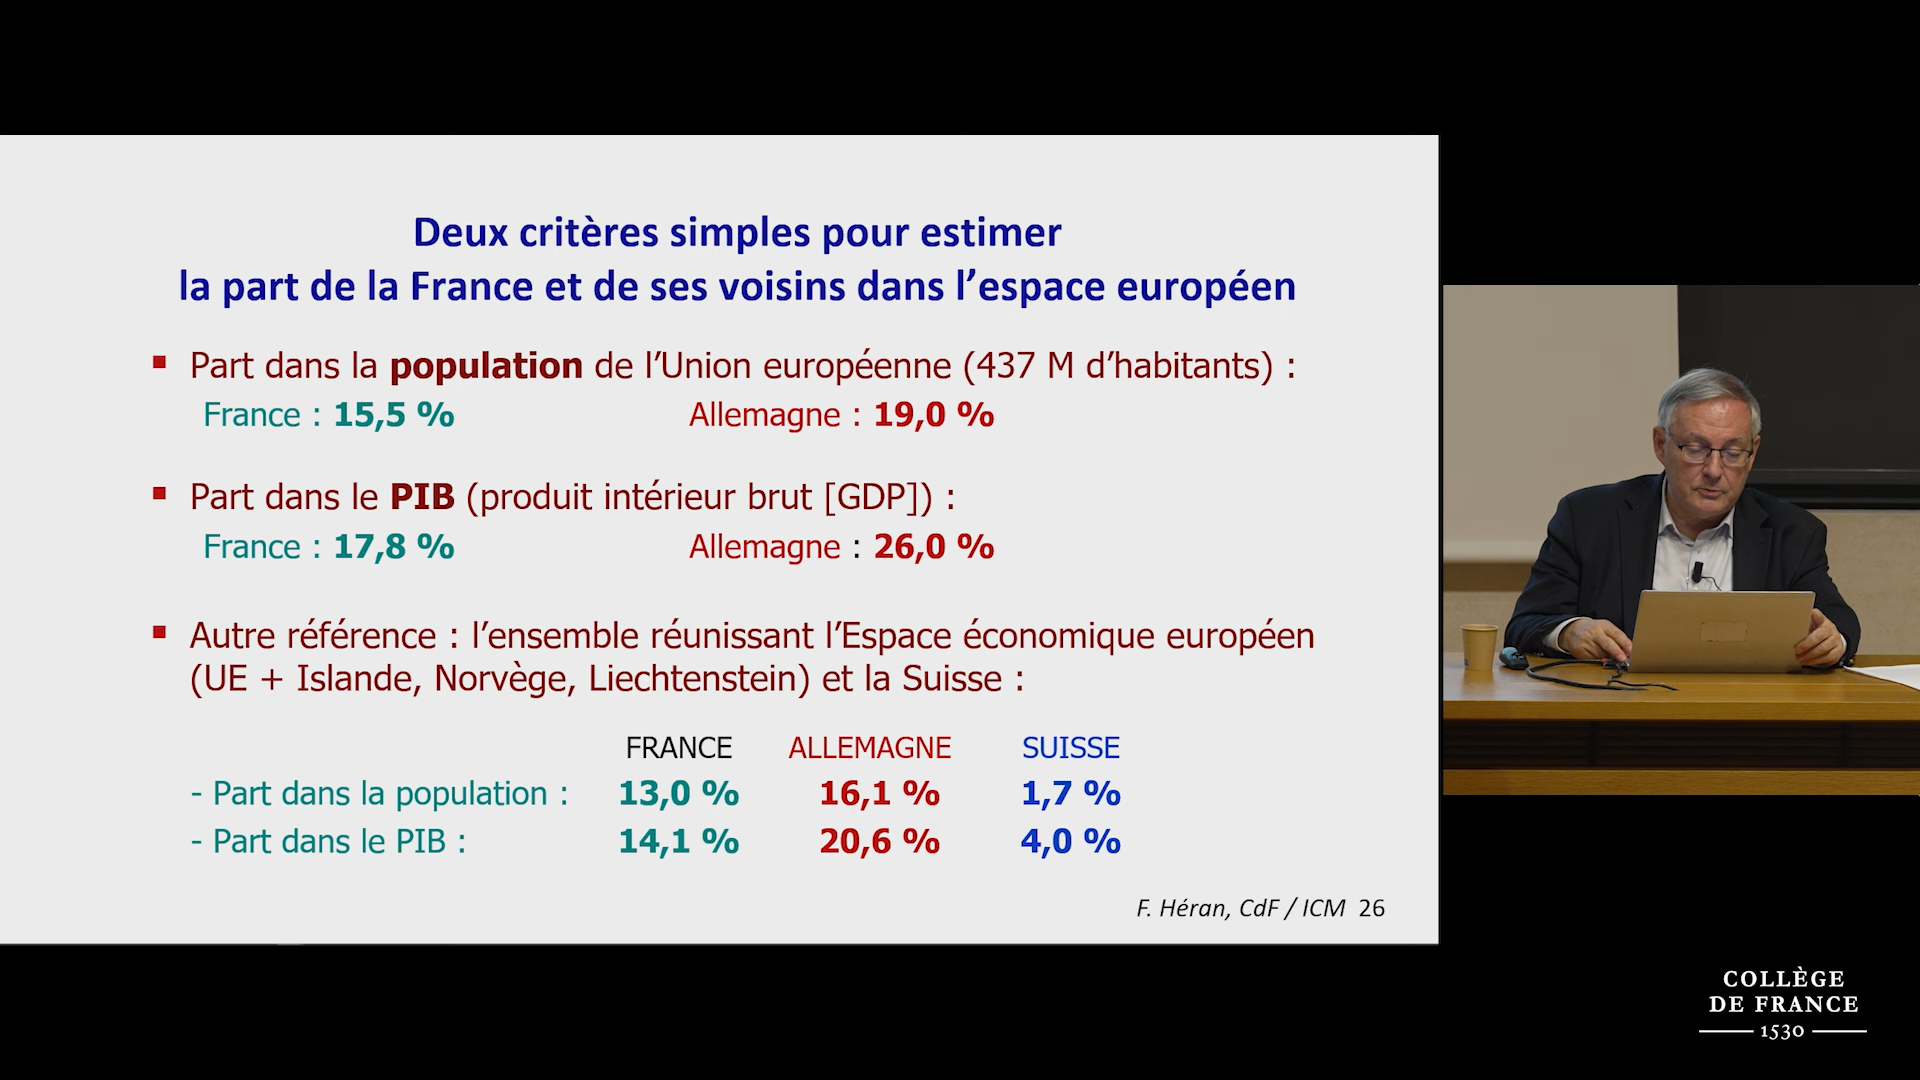 Deux critères simples pour estimer
la part de la France et de ses voisins dans l’espace européen
▪ Part dans la population de l’Union européenne (437 M d’habitants) :
France : 15,5 % Allemagne : 19,0 %
▪ Part dans le PIB (produit intérieur brut [GDP]) :
France : 17,8 % Allemagne : 26,0 %
▪ Autre référence : l’ensemble réunissant l’Espace économique européen
(UE + Islande, Norvège, Liechtenstein) et la Suisse :
FRANCE ALLEMAGNE SUISSE
- Part dans la population : 13,0 % 16,1 % 1,7 %
- Part dans le PIB : 14,1 % 20,6 % 4,0 %
F. Héran, CdF / ICM 26
COLLÈGE
DE FRANCE
1530